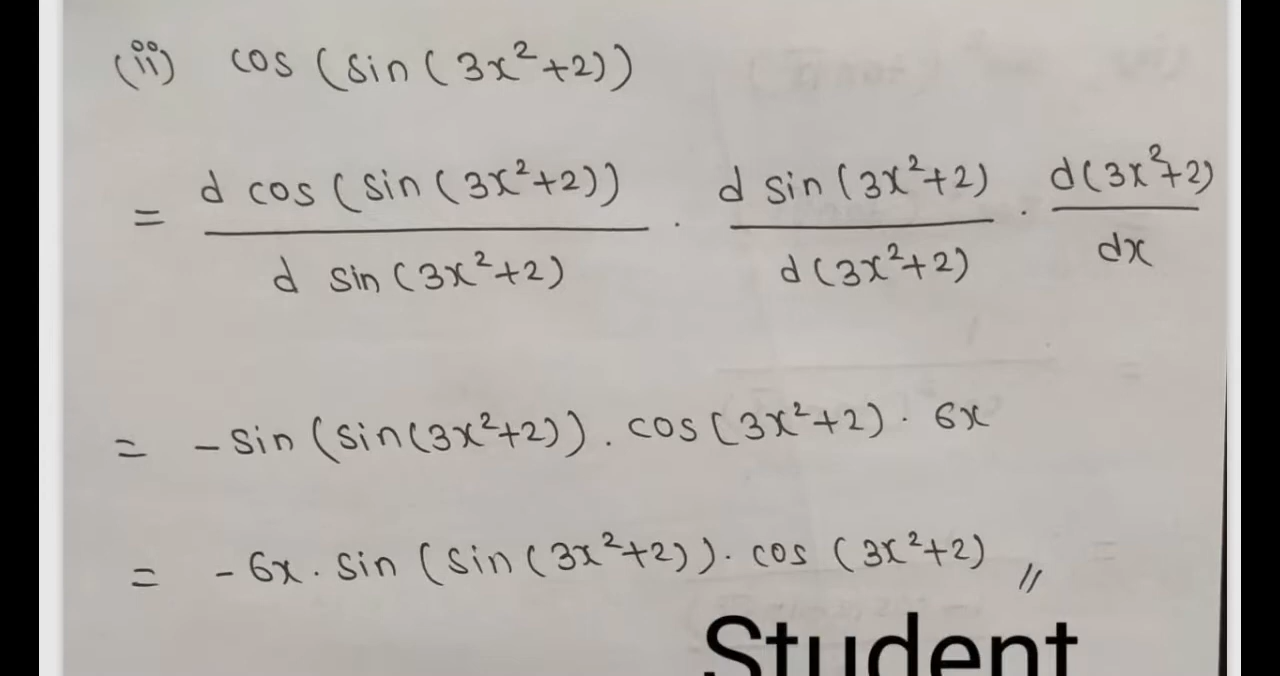 (ii) cos (sin ( 3x²+2))
= d cos (sin ( 3x²+2)) / d sin (3x²+2) . d sin (3x²+2) / d (3x²+2) . d(3x²+2) / dx
= - sin (sin(3x²+2)) . cos (3x²+2) . 6x
= - 6x . sin (sin (3x²+2)) . cos (3x²+2) //
Student